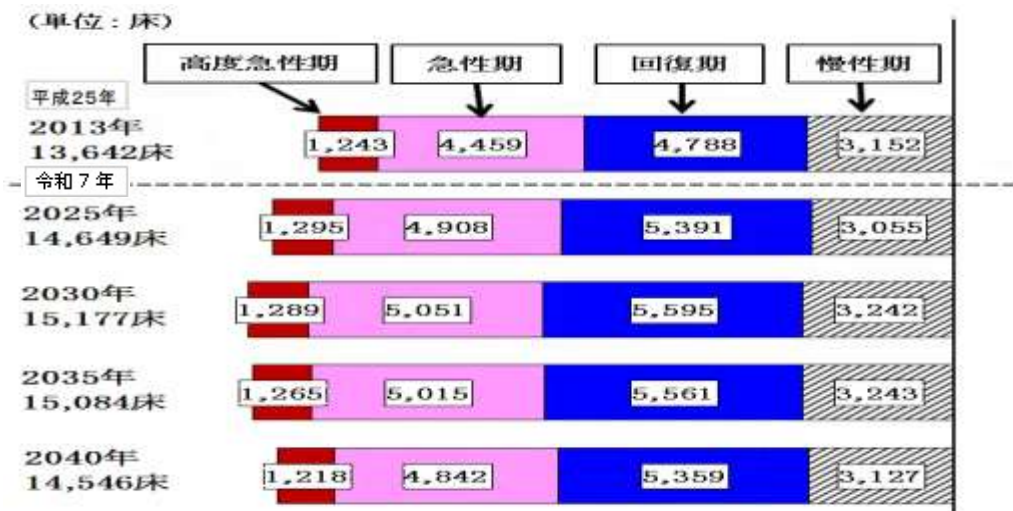 (単位：床)
高度急性期 急性期 回復期 慢性期
平成25年
2013年
13,642床
1,243 4,459 4,788 3,152
令和７年
2025年
14,649床
1,295 4,908 5,391 3,055
2030年
15,177床
1,289 5,051 5,595 3,242
2035年
15,084床
1,265 5,015 5,561 3,243
2040年
14,546床
1,218 4,842 5,359 3,127